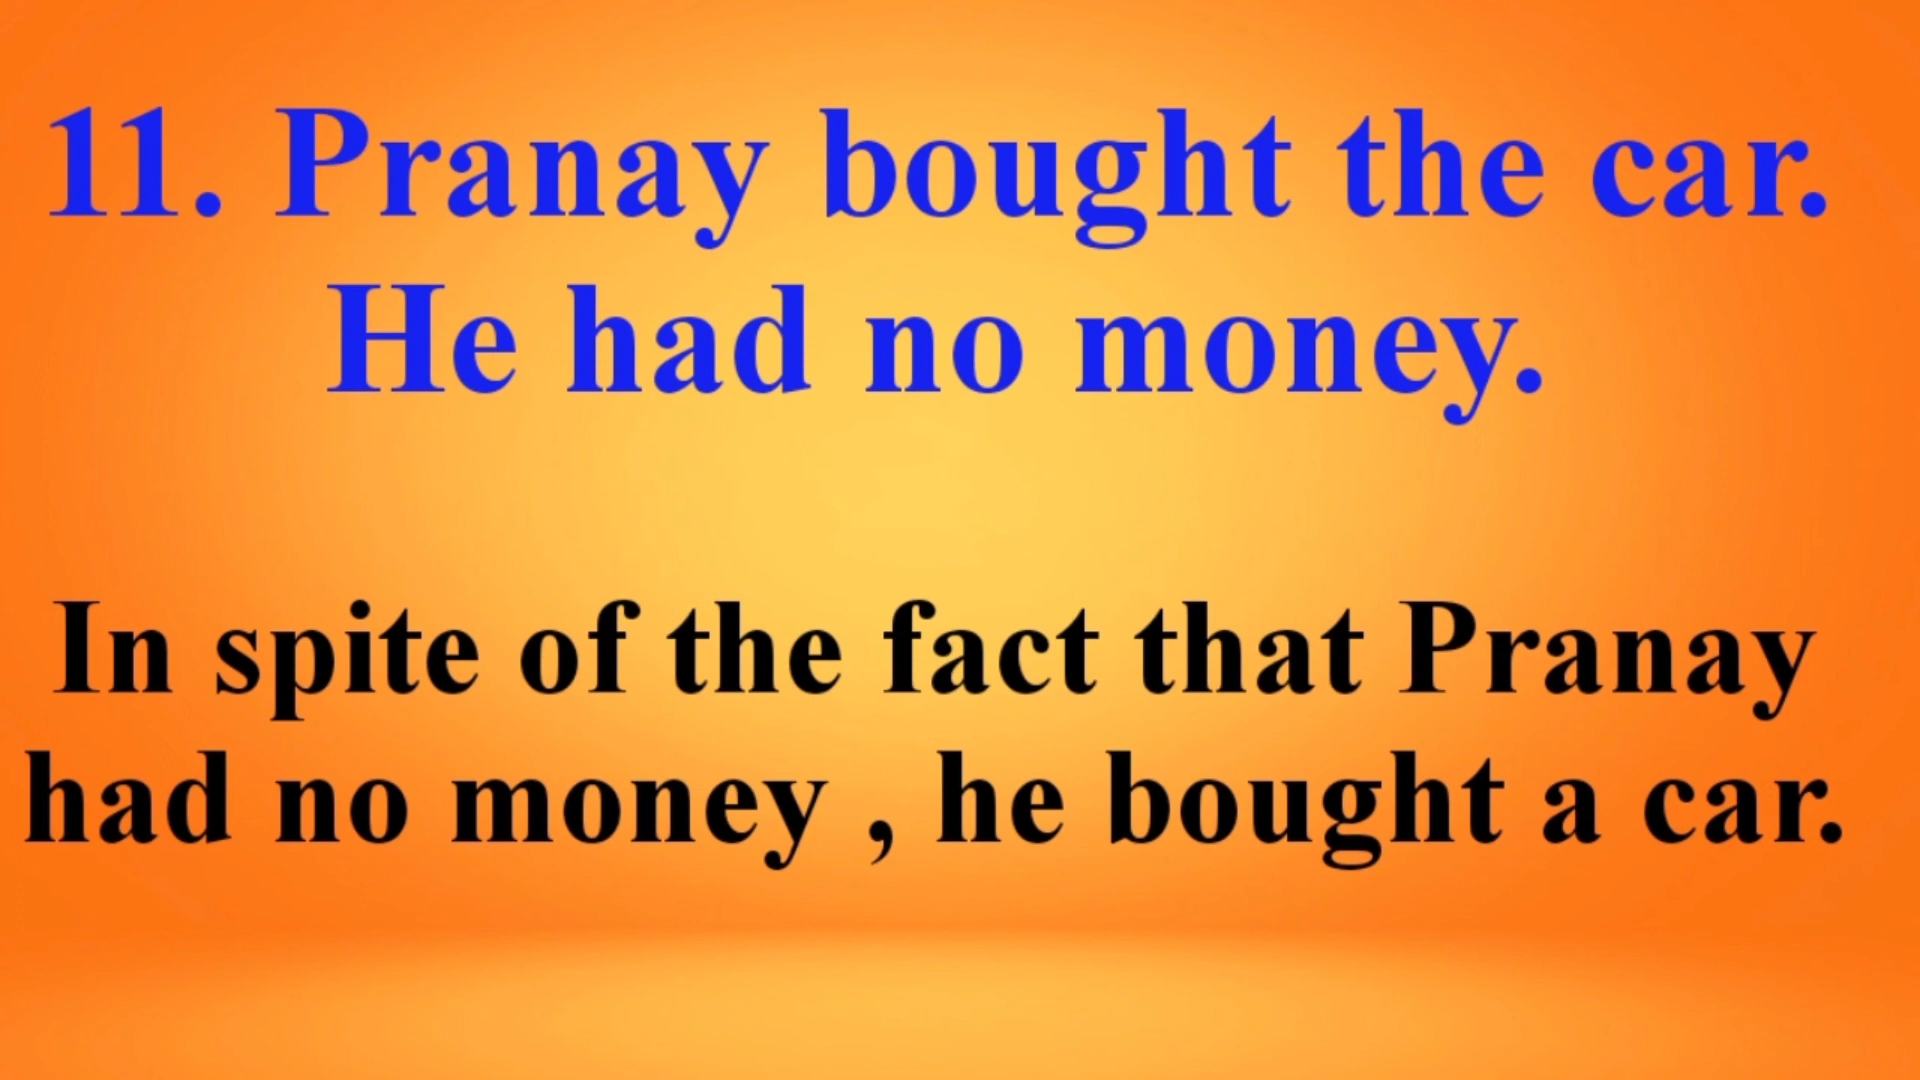 11. Pranay bought the car.
He had no money.
In spite of the fact that Pranay
had no money , he bought a car.